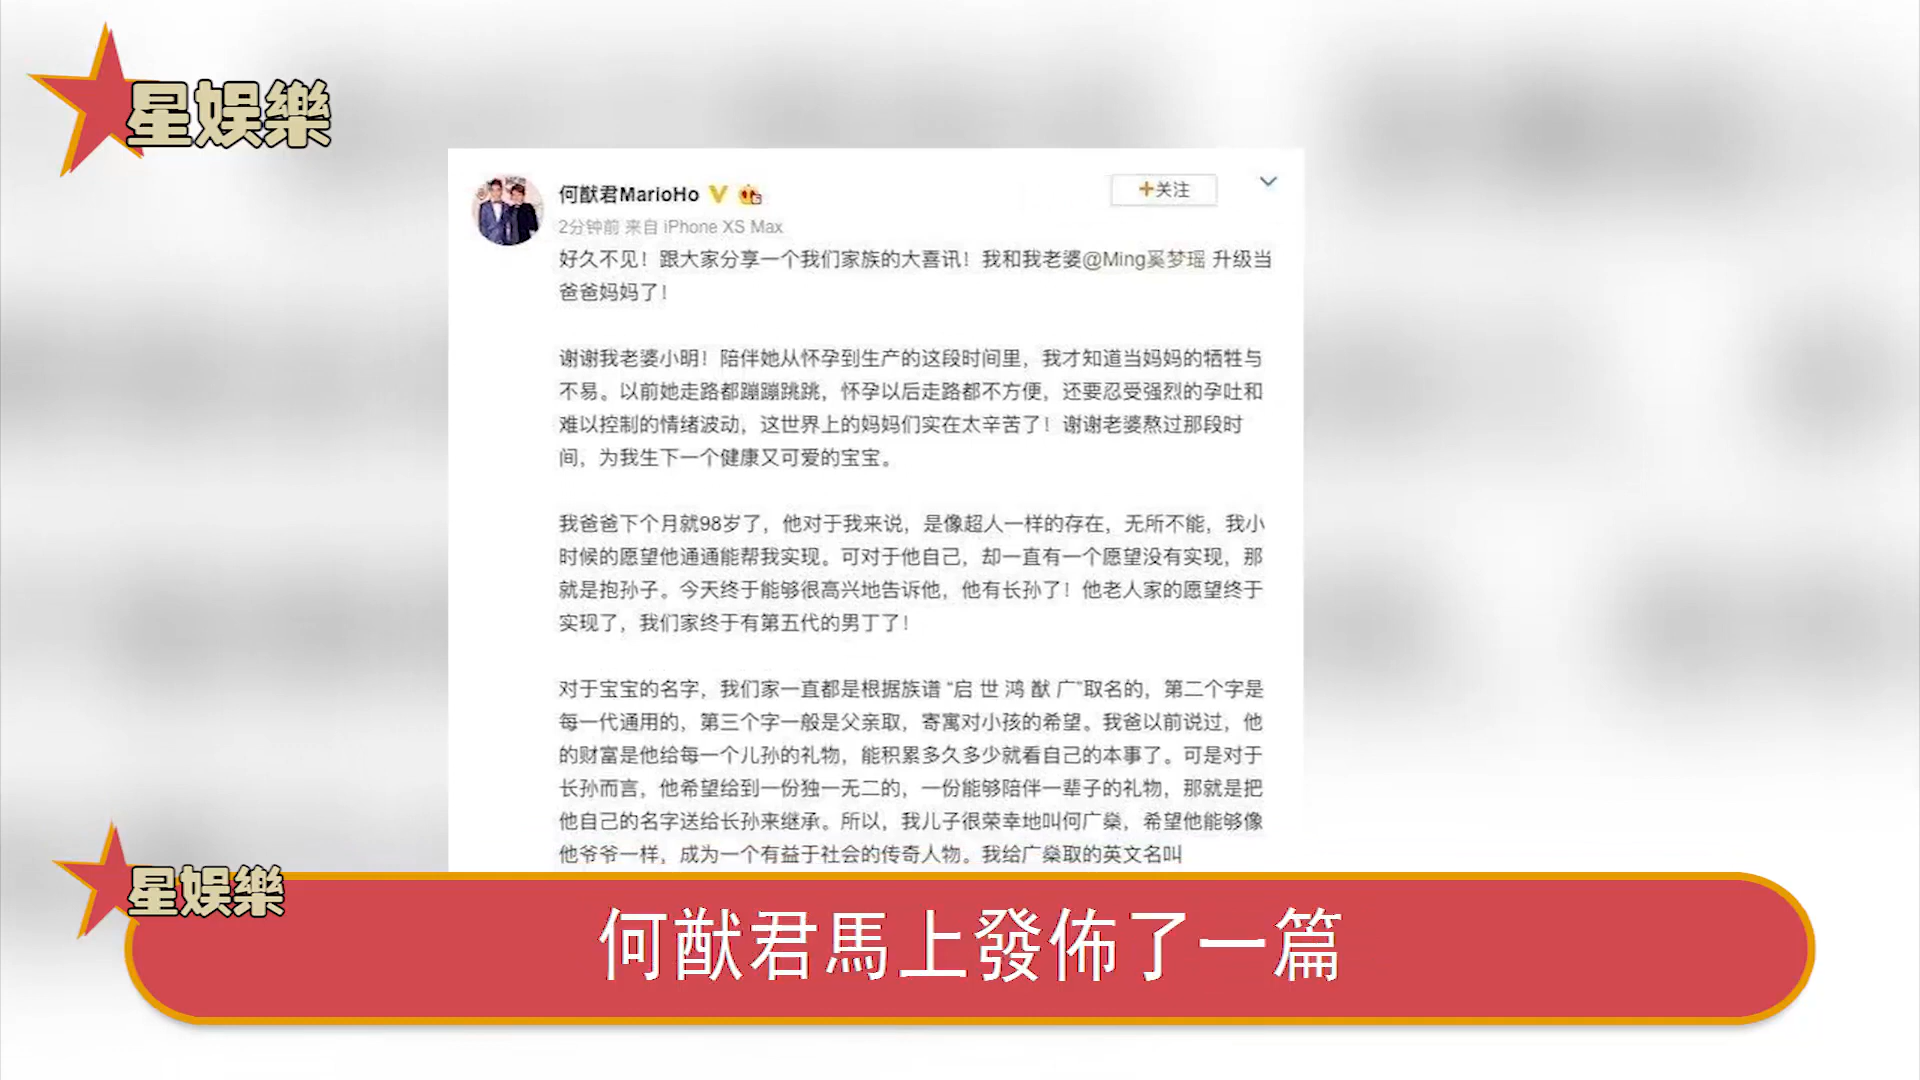 星娱樂
何猷君MarioHo
+关注
2分钟前 来自 iPhone XS Max
好久不见！跟大家分享一个我们家族的大喜讯！我和我老婆@Ming奚梦瑶 升级当
爸爸妈妈了！
谢谢我老婆小明！陪伴她从怀孕到生产的这段时间里，我才知道当妈妈的牺牲与
不易。以前她走路都蹦蹦跳跳，怀孕以后走路都不方便，还要忍受强烈的孕吐和
难以控制的情绪波动，这世界上的妈妈们实在太辛苦了！谢谢老婆熬过那段时
间，为我生下一个健康又可爱的宝宝。
我爸爸下个月就98岁了，他对于我来说，是像超人一样的存在，无所不能，我小
时候的愿望他通通能帮我实现。可对于他自己，却一直有一个愿望没有实现，那
就是抱孙子。今天终于能够很高兴地告诉他，他有长孙了！他老人家的愿望终于
实现了，我们家终于有第五代的男丁了！
对于宝宝的名字，我们家一直都是根据族谱 “启 世 鸿 猷 广”取名的，第二个字是
每一代通用的，第三个字一般是父亲取，寄寓对小孩的希望。我爸以前说过，他
的财富是他给每一个儿孙的礼物，能积累多久多少就看自己的本事了。可是对于
长孙而言，他希望给到一份独一无二的，一份能够陪伴一辈子的礼物，那就是把
他自己的名字送给长孙来继承。所以，我儿子很荣幸地叫何广燊，希望他能够像
他爷爷一样，成为一个有益于社会的传奇人物。我给广燊取的英文名叫
星娱樂
何猷君馬上發佈了一篇